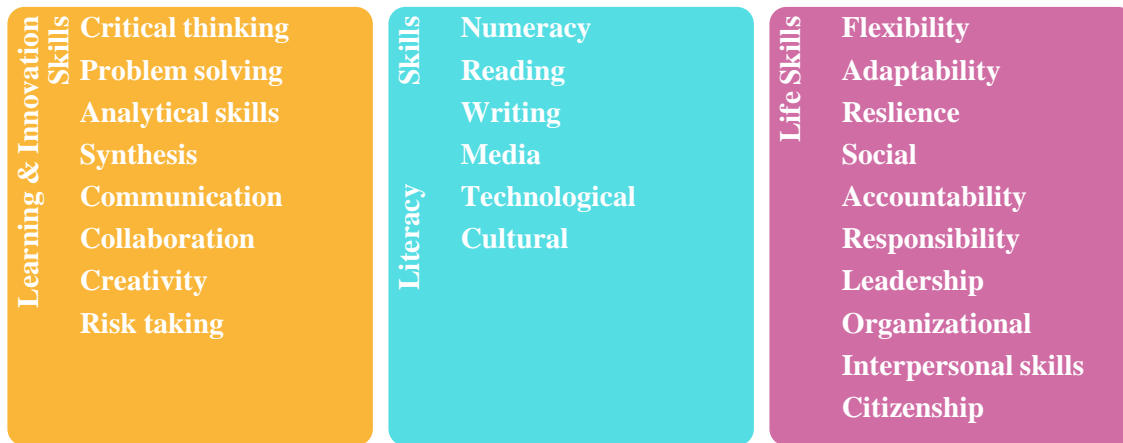 Learning & Innovation
Skills
Critical thinking
Problem solving
Analytical skills
Synthesis
Communication
Collaboration
Creativity
Risk taking
Literacy Skills
Numeracy
Reading
Writing
Media
Technological
Cultural
Life Skills
Flexibility
Adaptability
Reslience
Social
Accountability
Responsibility
Leadership
Organizational
Interpersonal skills
Citizenship